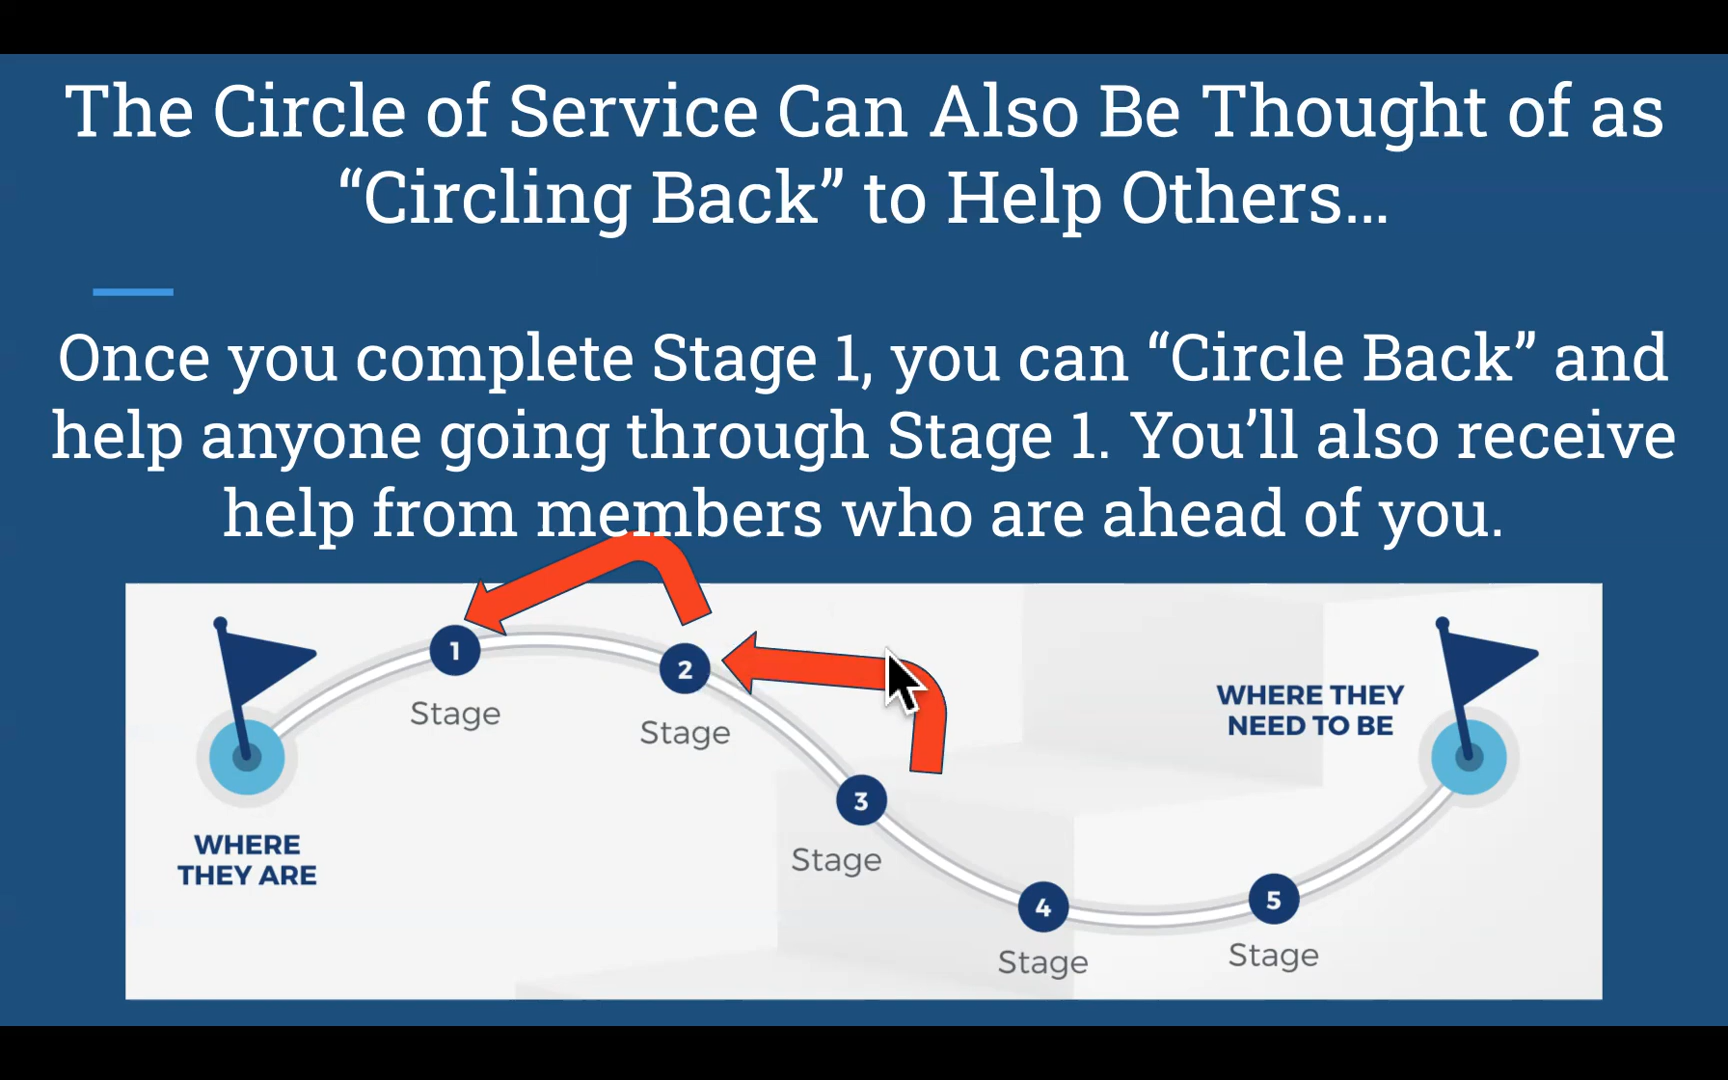 The Circle of Service Can Also Be Thought of as
“Circling Back” to Help Others...
Once you complete Stage 1, you can “Circle Back” and
help anyone going through Stage 1. You’ll also receive
help from members who are ahead of you.
1
Stage
2
Stage
3
Stage
4
Stage
5
Stage
WHERE
THEY ARE
WHERE THEY
NEED TO BE